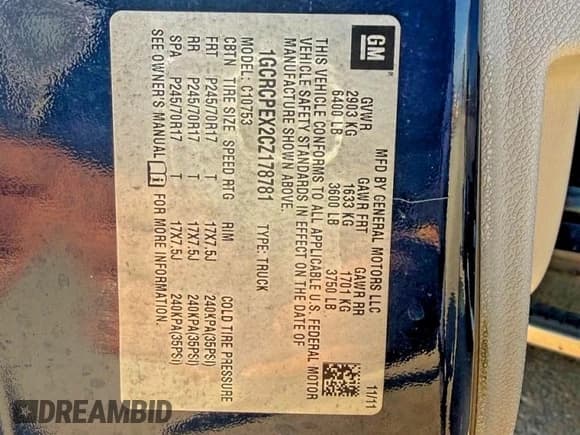 GM
MFD BY GENERAL MOTORS LLC
11/11
GVWR GAWR FRT GAWR RR
2903 KG 1633 KG 1701 KG
6400 LB 3600 LB 3750 LB
THIS VEHICLE CONFORMS TO ALL APPLICABLE U.S. FEDERAL MOTOR
VEHICLE SAFETY STANDARDS IN EFFECT ON THE DATE OF
MANUFACTURE SHOWN ABOVE.
1GCRCPEX2CZ178781 TYPE: TRUCK
MODEL: C10753
CBTN TIRE SIZE SPEED RTG RIM COLD TIRE PRESSURE
FRT P245/70R17 T 17X7.5J 240KPA(35PSI)
RR P245/70R17 T 17X7.5J 240KPA(35PSI)
SPA P245/70R17 T 17X7.5J 240KPA(35PSI)
SEE OWNER'S MANUAL FOR MORE INFORMATION.
DREAMBID